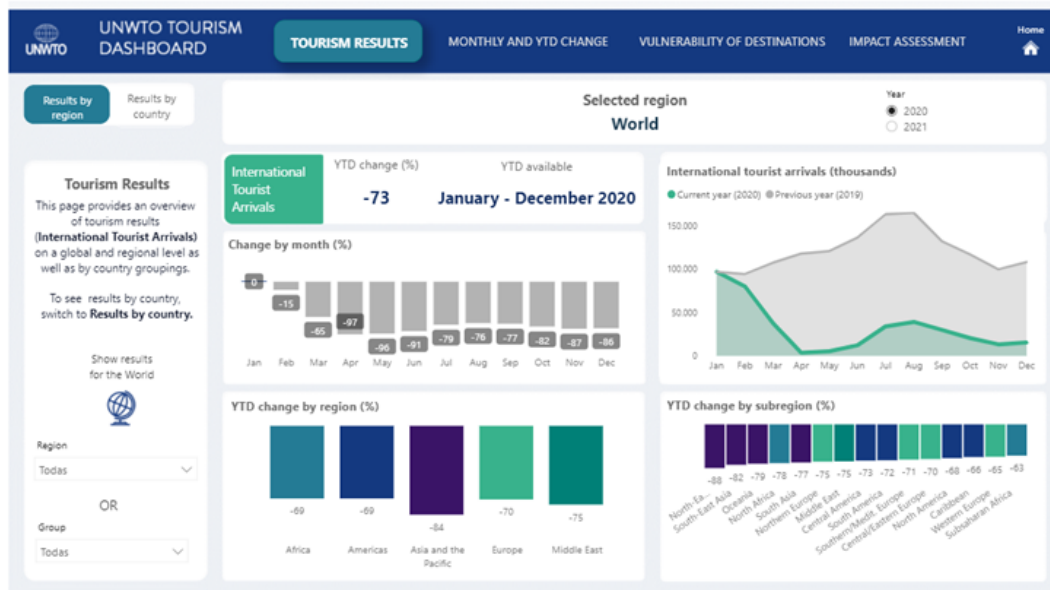 UNWTO
UNWTO TOURISM
DASHBOARD
TOURISM RESULTS
MONTHLY AND YTD CHANGE
VULNERABILITY OF DESTINATIONS
IMPACT ASSESSMENT
Home
Results by
region
Results by
country
Selected region
World
Year
2020
2021
Tourism Results
This page provides an overview
of tourism results
(International Tourist Arrivals)
on a global and regional level as
well as by country groupings.
To see results by country,
switch to Results by country.
Show results
for the World
Region
Todas
OR
Group
Todas
International
Tourist
Arrivals
YTD change (%)
-73
YTD available
January - December 2020
Change by month (%)
0
-15
-65
-97
-96
-91
-79
-76
-77
-82
-87
-86
Jan Feb Mar Apr May Jun Jul Aug Sep Oct Nov Dec
International tourist arrivals (thousands)
Current year (2020) Previous year (2019)
150.000
100.000
50.000
0
Jan Feb Mar Apr May Jun Jul Aug Sep Oct Nov Dec
YTD change by region (%)
-69
-69
-84
-70
-75
Africa
Americas
Asia and the
Pacific
Europe
Middle East
YTD change by subregion (%)
-88 -82 -79 -78 -77 -75 -75 -73 -72 -71 -70 -68 -66 -65 -63
North-Ea...
South-East Asia
Oceania
North Africa
South Asia
Northern Europe
Middle East
Central America
South America
Southern/Medit. Europe
Central/Eastern Europe
North America
Caribbean
Western Europe
Subsaharan Africa